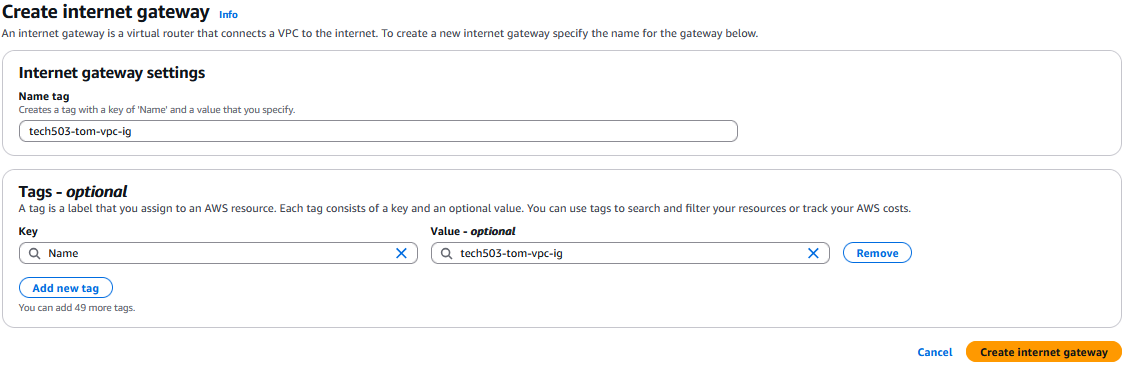 Create internet gateway Info
An internet gateway is a virtual router that connects a VPC to the internet. To create a new internet gateway specify the name for the gateway below.
Internet gateway settings
Name tag
Creates a tag with a key of 'Name' and a value that you specify.
tech503-tom-vpc-ig
Tags - optional
A tag is a label that you assign to an AWS resource. Each tag consists of a key and an optional value. You can use tags to search and filter your resources or track your AWS costs.
Key Value - optional
Name tech503-tom-vpc-ig Remove
Add new tag
You can add 49 more tags.
Cancel Create internet gateway